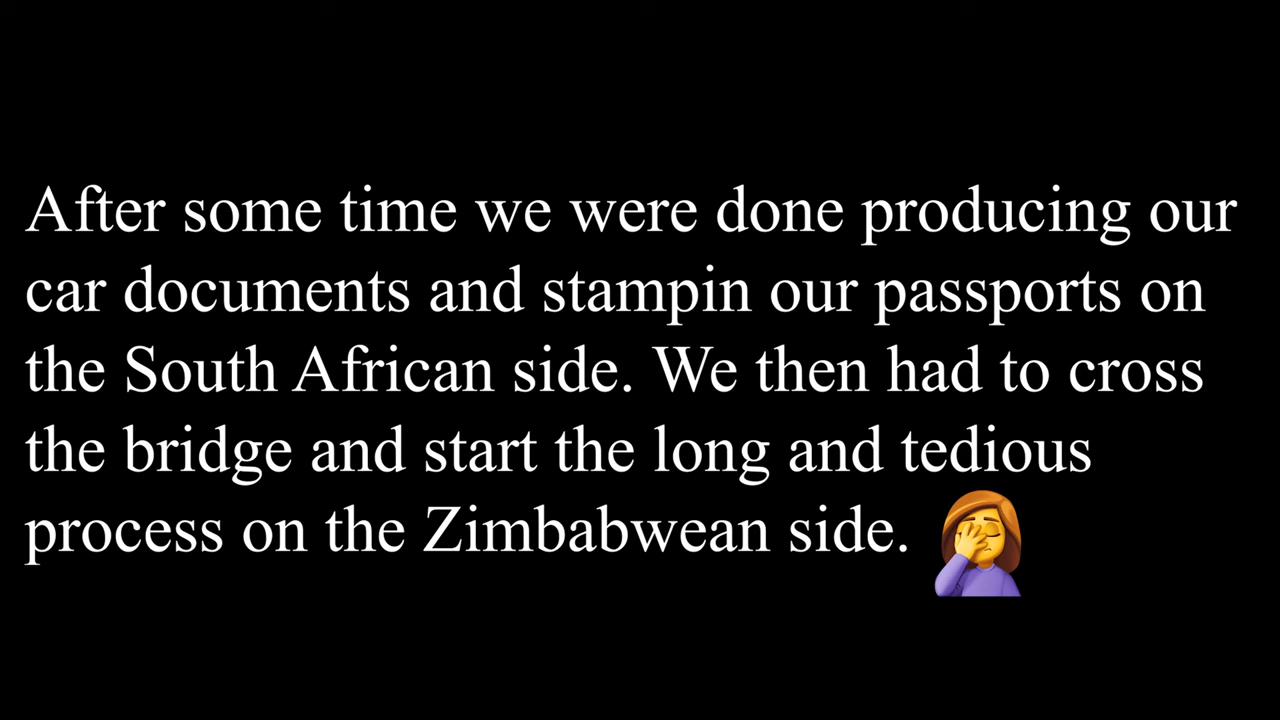 After some time we were done producing our
car documents and stampin our passports on
the South African side. We then had to cross
the bridge and start the long and tedious
process on the Zimbabwean side. 🤦‍♀️